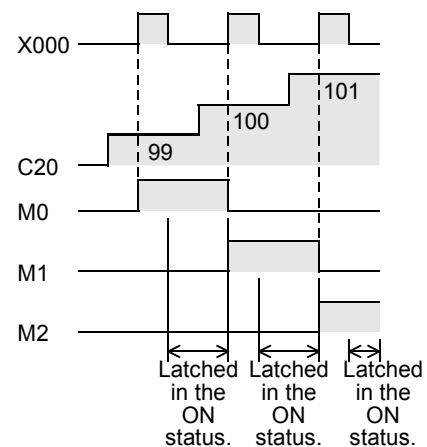 X000
101
100
99
C20
M0
M1
M2
Latched Latched Latched
in the in the in the
ON ON ON
status. status. status.